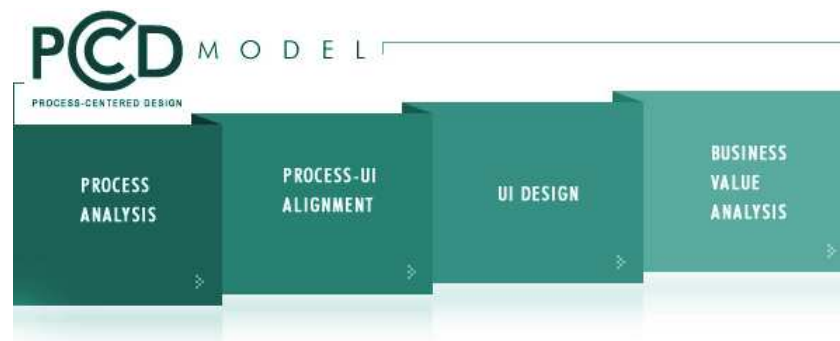 PCD MODEL
PROCESS-CENTERED DESIGN
PROCESS
ANALYSIS
PROCESS-UI
ALIGNMENT
UI DESIGN
BUSINESS
VALUE
ANALYSIS